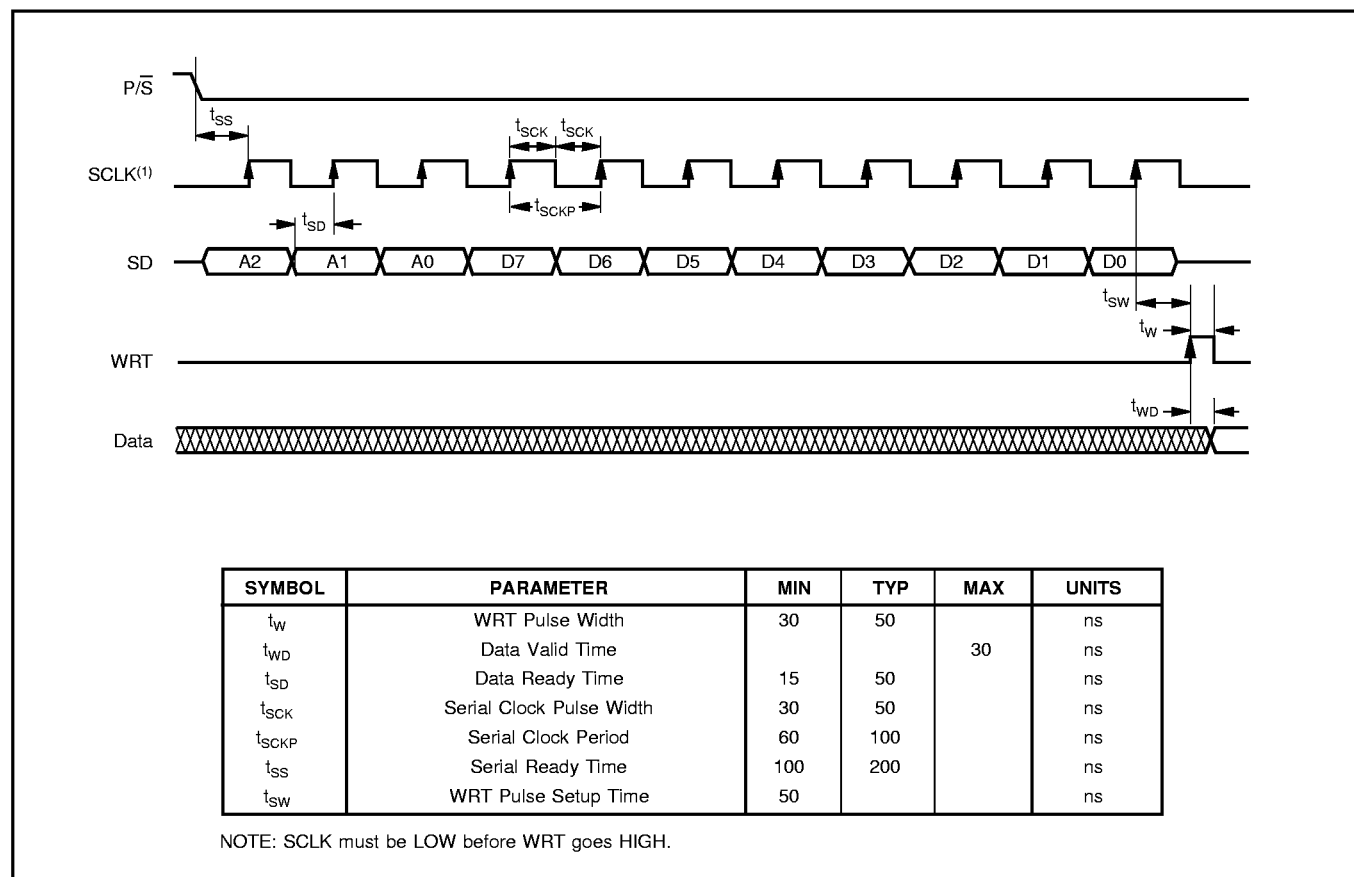 P/S̅
tSS
tSCK tSCK
SCLK(1)
tSCKP
tSD
SD A2 A1 A0 D7 D6 D5 D4 D3 D2 D1 D0
tSW
tW
WRT
tWD
Data
SYMBOL PARAMETER MIN TYP MAX UNITS
tW WRT Pulse Width 30 50 ns
tWD Data Valid Time 30 ns
tSD Data Ready Time 15 50 ns
tSCK Serial Clock Pulse Width 30 50 ns
tSCKP Serial Clock Period 60 100 ns
tSS Serial Ready Time 100 200 ns
tSW WRT Pulse Setup Time 50 ns
NOTE: SCLK must be LOW before WRT goes HIGH.